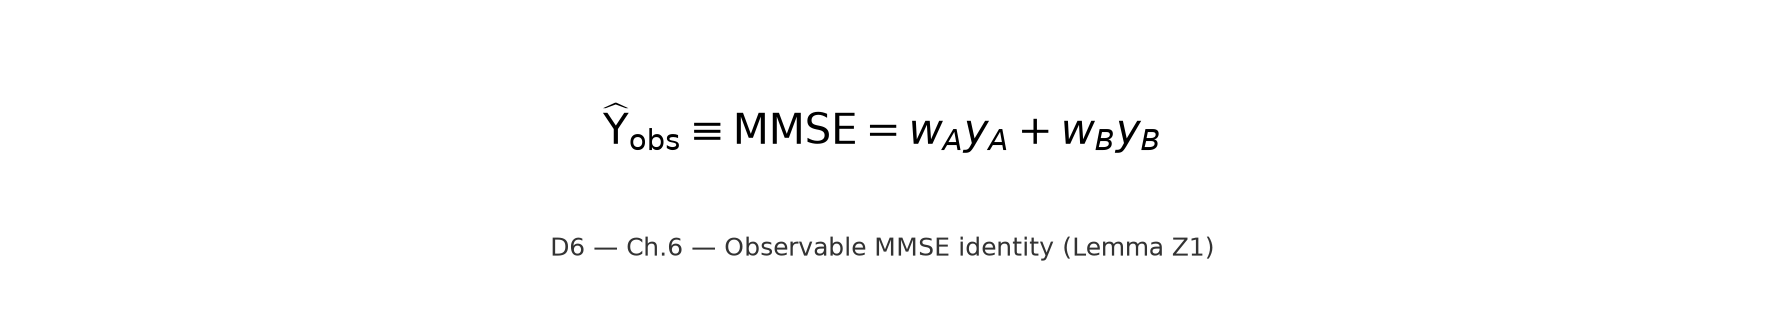 Ŷ_obs ≡ MMSE = w_A y_A + w_B y_B
D6 — Ch.6 — Observable MMSE identity (Lemma Z1)